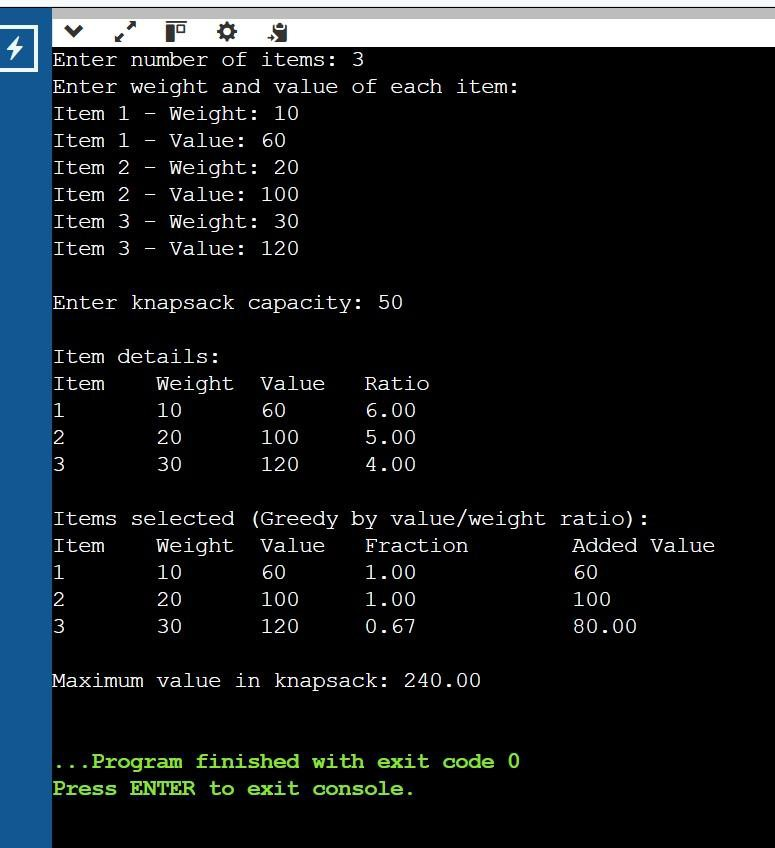 Enter number of items: 3
Enter weight and value of each item:
Item 1 - Weight: 10
Item 1 - Value: 60
Item 2 - Weight: 20
Item 2 - Value: 100
Item 3 - Weight: 30
Item 3 - Value: 120
Enter knapsack capacity: 50
Item details:
Item Weight Value Ratio
1 10 60 6.00
2 20 100 5.00
3 30 120 4.00
Items selected (Greedy by value/weight ratio):
Item Weight Value Fraction Added Value
1 10 60 1.00 60
2 20 100 1.00 100
3 30 120 0.67 80.00
Maximum value in knapsack: 240.00
...Program finished with exit code 0
Press ENTER to exit console.